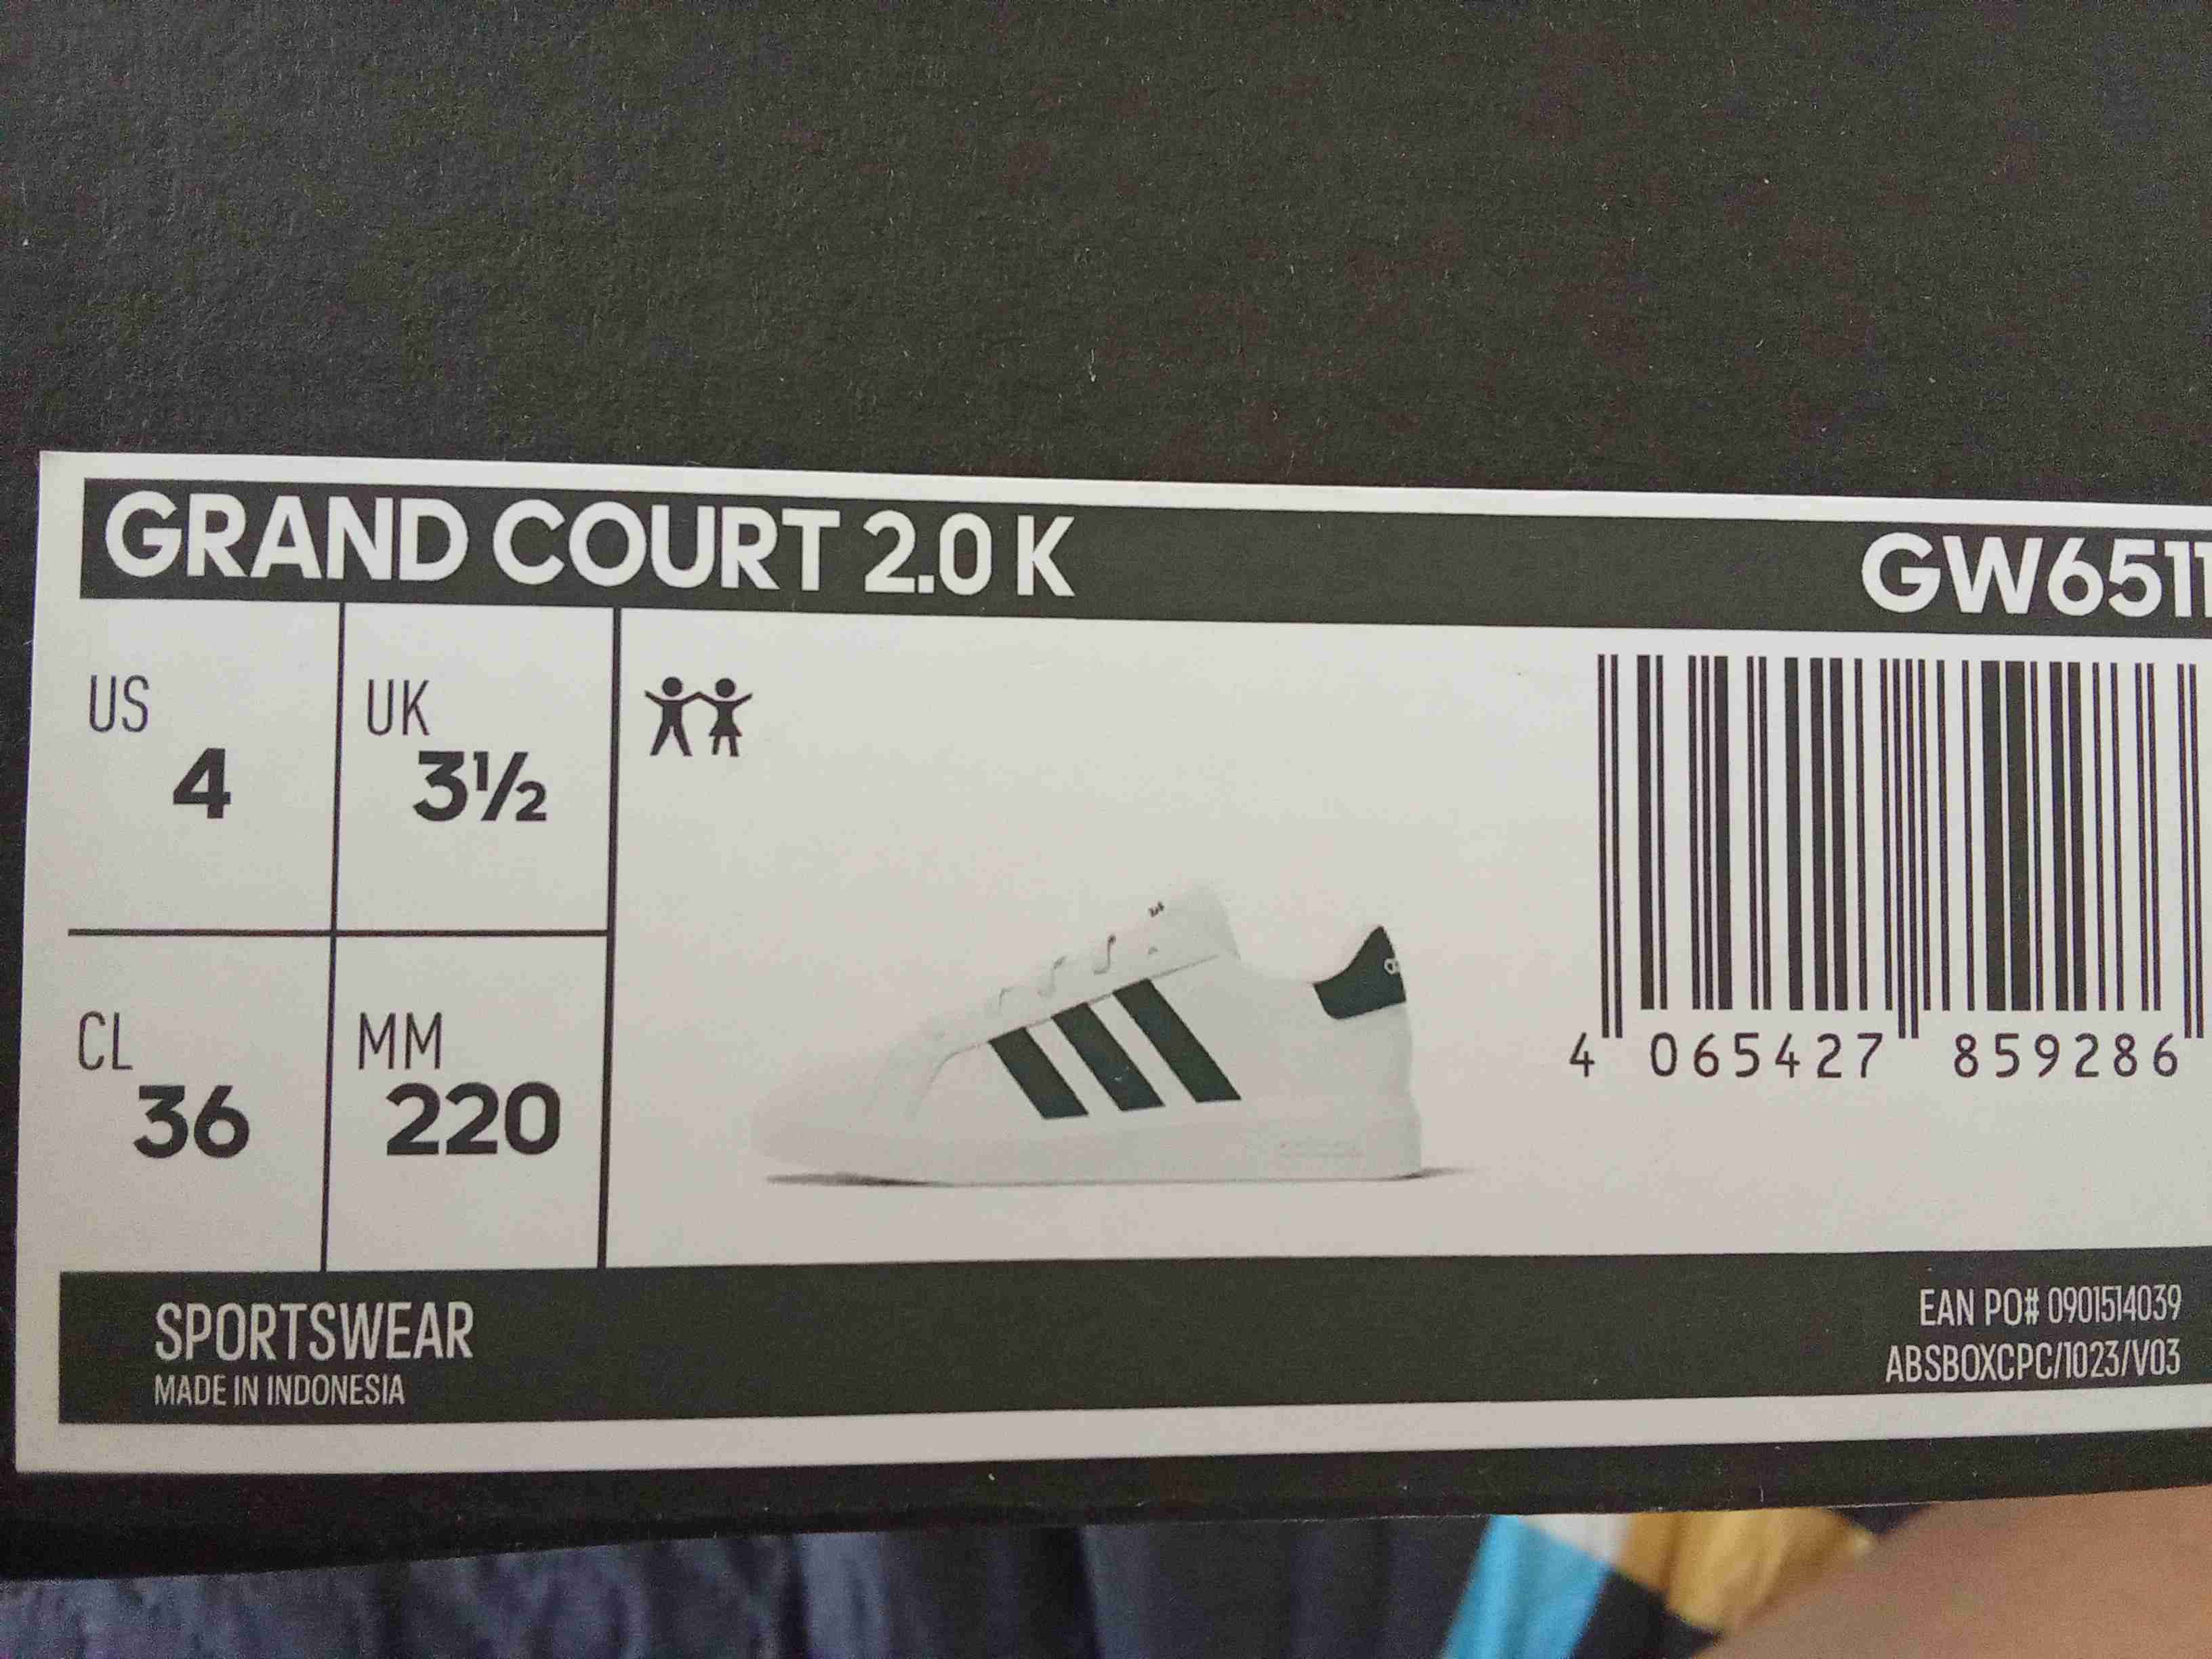 GRAND COURT 2.0 K
GW6511
US
4
UK
3½
CL
36
MM
220
4 065427 859286
SPORTSWEAR
MADE IN INDONESIA
EAN PO# 0901514039
ABSBOXCPC/1023/V03